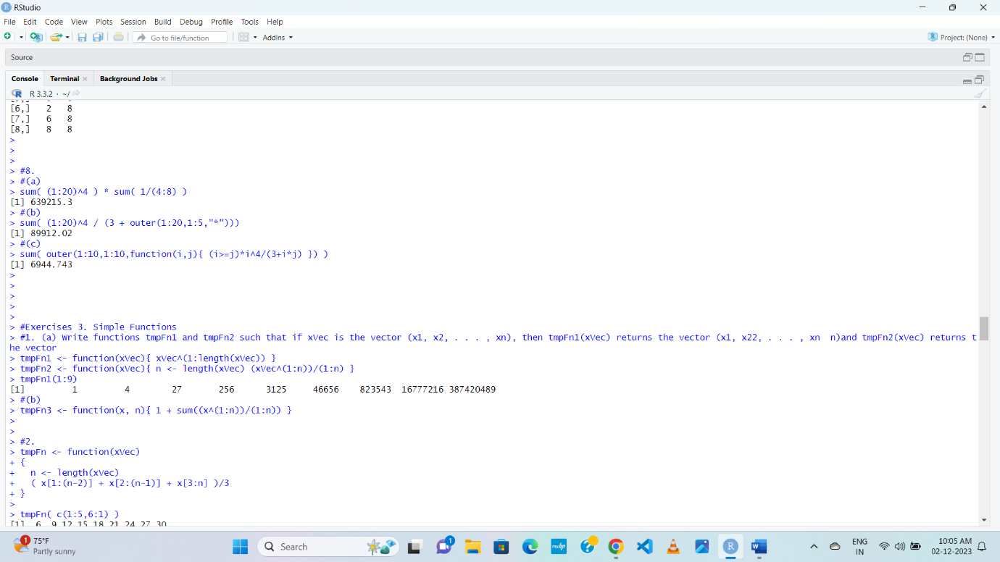 RStudio
File Edit Code View Plots Session Build Debug Profile Tools Help
Go to file/function Addins Project: (None)
Source
Console Terminal Background Jobs
R 3.3.2 · ~/
[6,] 2 8
[7,] 6 8
[8,] 8 8
>
>
>
> #8.
> #(a)
> sum( (1:20)^4 ) * sum( 1/(4:8) )
[1] 639215.3
> #(b)
> sum( (1:20)^4 / (3 + outer(1:20,1:5,"*")))
[1] 89912.02
> #(c)
> sum( outer(1:10,1:10,function(i,j){ (i>=j)*i^4/(3+i*j) }) )
[1] 6944.743
>
>
>
>
>
> #Exercises 3. Simple Functions
> #1. (a) Write functions tmpFn1 and tmpFn2 such that if xVec is the vector (x1, x2, . . . , xn), then tmpFn1(xVec) returns the vector (x1, x22, . . . , xn  n)and tmpFn2(xVec) returns t
he vector
> tmpFn1 <- function(xVec){ xVec^(1:length(xVec)) }
> tmpFn2 <- function(xVec){ n <- length(xVec) (xVec^(1:n))/(1:n) }
> tmpFn1(1:9)
[1] 1 4 27 256 3125 46656 823543 16777216 387420489
> #(b)
> tmpFn3 <- function(x, n){ 1 + sum((x^(1:n))/(1:n)) }
>
>
> #2.
> tmpFn <- function(xVec)
+ {
+   n <- length(xVec)
+   ( x[1:(n-2)] + x[2:(n-1)] + x[3:n] )/3
+ }
>
> tmpFn( c(1:5,6:1) )
[1] 6 9 12 15 18 21 24 27 30
1 75°F
Partly sunny
Search
1
myhp
ENG
IN
10:05 AM
02-12-2023